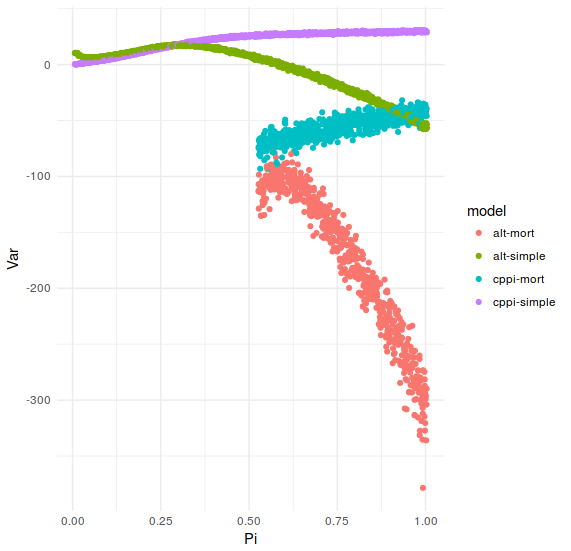 0
-100
-200
-300
Var
0.00 0.25 0.50 0.75 1.00
Pi
model
alt-mort
alt-simple
cppi-mort
cppi-simple